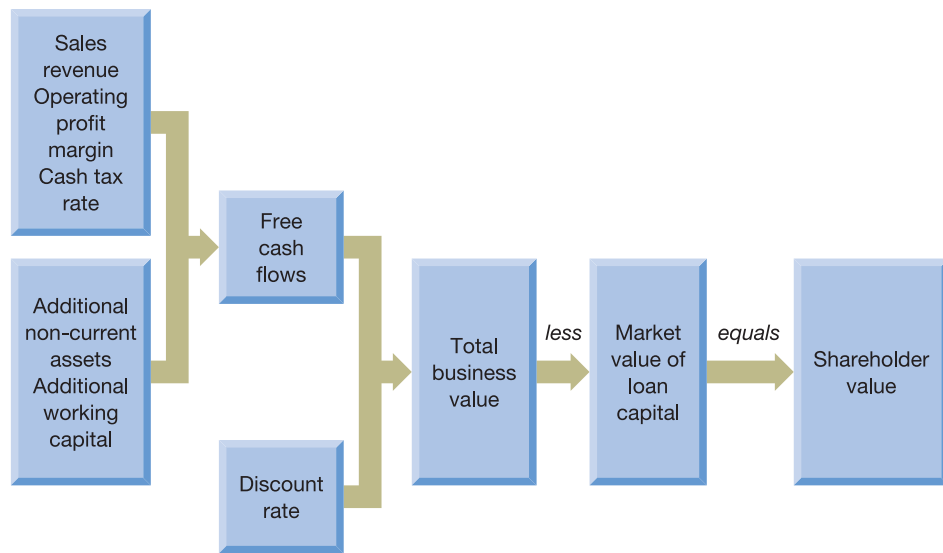 Sales
revenue
Operating
profit
margin
Cash tax
rate
Additional
non-current
assets
Additional
working
capital
Free
cash
flows
Discount
rate
Total
business
value
less
Market
value of
loan
capital
equals
Shareholder
value